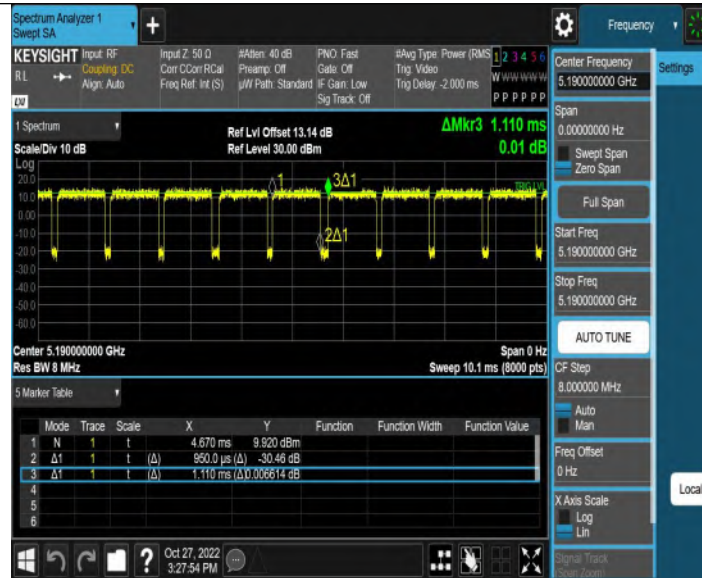 Spectrum Analyzer 1
Swept SA
+
Frequency
KEYSIGHT
RL
LXI
Input: RF
Coupling: DC
Align: Auto
Input Z: 50 Ω
Corr CCorr RCal
Freq Ref: Int (S)
#Atten: 40 dB
Preamp: Off
µW Path: Standard
PNO: Fast
Gate: Off
IF Gain: Low
Sig Track: Off
#Avg Type: Power (RMS)
Trig: Video
Trig Delay: -2.000 ms
1 2 3 4 5 6
W W W W W W
P P P P P P
1 Spectrum
Scale/Div 10 dB
Ref Lvl Offset 13.14 dB
Ref Level 30.00 dBm
ΔMkr3 1.110 ms
0.01 dB
Log
20.0
10.0
0.00
-10.0
-20.0
-30.0
-40.0
-50.0
-60.0
1
3Δ1
2Δ1
TRIG LVL
Center 5.190000000 GHz
Res BW 8 MHz
Span 0 Hz
Sweep 10.1 ms (8000 pts)
5 Marker Table
Mode Trace Scale X Y Function Function Width Function Value
1 N 1 t 4.670 ms 9.920 dBm
2 Δ1 1 t (Δ) 950.0 µs (Δ) -30.46 dB
3 Δ1 1 t (Δ) 1.110 ms (Δ) 0.006614 dB
4
5
6
?
Oct 27, 2022
3:27:54 PM
Center Frequency
5.190000000 GHz
Settings
Span
0.00000000 Hz
Swept Span
Zero Span
Full Span
Start Freq
5.190000000 GHz
Stop Freq
5.190000000 GHz
AUTO TUNE
CF Step
8.000000 MHz
Auto
Man
Freq Offset
0 Hz
X Axis Scale
Log
Lin
Local
Signal Track
(Span Zoom)